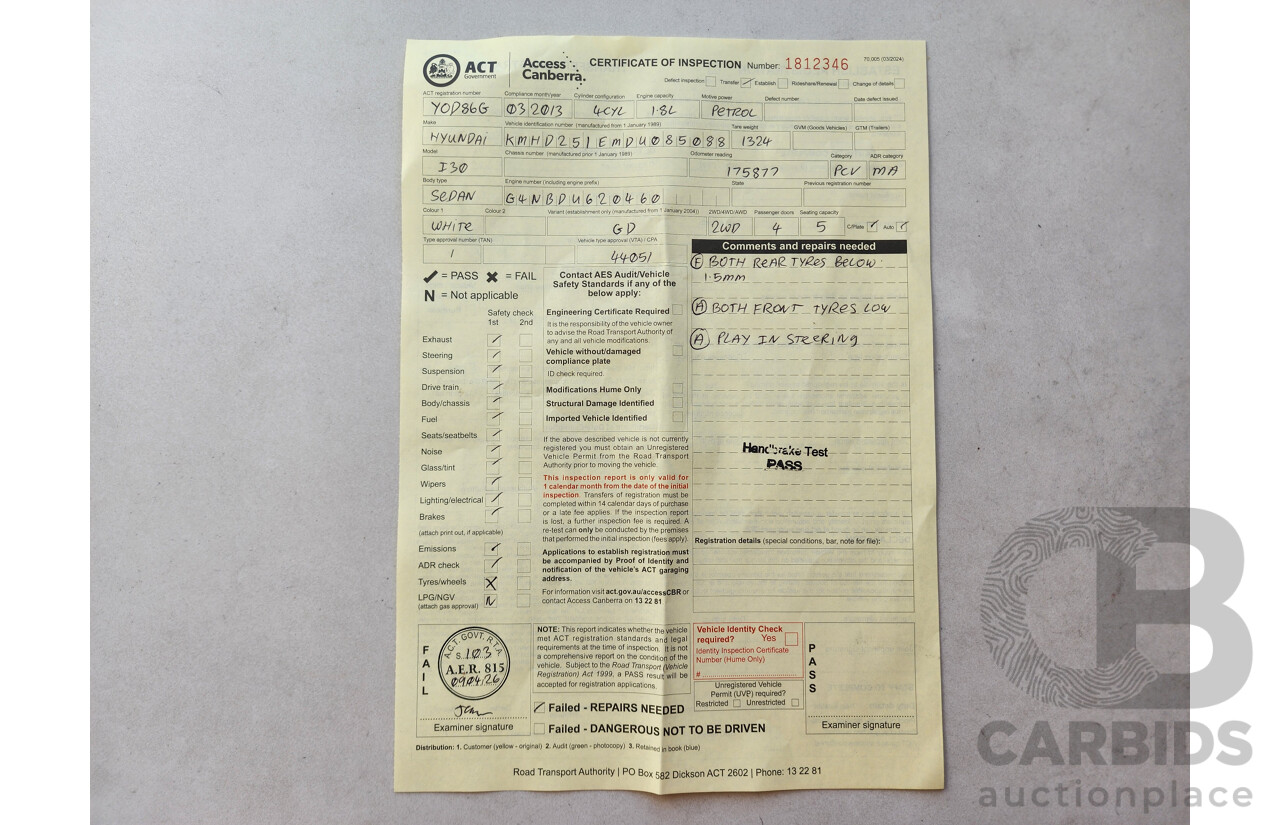 ACT
Government
Access
Canberra.
CERTIFICATE OF INSPECTION Number: 1812346
70,005 (03/2024)
Defect inspection Transfer Establish Rideshare/Renewal Change of details
ACT registration number Compliance month/year Cylinder configuration Engine capacity Motive power Defect number Date defect issued
YOD86G 03 2013 4CYL 1.8L PETROL
Make Vehicle identification number (manufactured from 1 January 1989) Tare weight GVM (Goods Vehicles) GTM (Trailers)
HYUNDAI KMHD251EMDU085088 1324
Model Chassis number (manufactured prior 1 January 1989) Odometer reading Category ADR category
I30 175877 PCV MA
Body type Engine number (including engine prefix) State Previous registration number
SEDAN G4NBDU620460
Colour 1 Colour 2 Variant (establishment only (manufactured from 1 January 2004)) 2WD/4WD/AWD Passenger doors Seating capacity
WHITE GD 2WD 4 5 C/Plate ✓ Auto ✓
Type approval number (TAN) Vehicle type approval (VTA) / CPA
/ 44051
Comments and repairs needed
(F) BOTH REAR TYRES BELOW
1.5mm
(A) BOTH FRONT TYRES LOW
(A) PLAY IN STEERING
Handbrake Test
PASS
Registration details (special conditions, bar, note for file):
✓ = PASS ✖ = FAIL
N = Not applicable
Safety check
1st 2nd
Exhaust ✓
Steering ✓
Suspension ✓
Drive train ✓
Body/chassis ✓
Fuel ✓
Seats/seatbelts ✓
Noise ✓
Glass/tint ✓
Wipers ✓
Lighting/electrical ✓
Brakes ✓
(attach print out, if applicable)
Emissions ✓
ADR check ✓
Tyres/wheels X
LPG/NGV N
(attach gas approval)
Contact AES Audit/Vehicle
Safety Standards if any of the
below apply:
Engineering Certificate Required
It is the responsibility of the vehicle owner
to advise the Road Transport Authority of
any and all vehicle modifications.
Vehicle without/damaged
compliance plate
ID check required.
Modifications Hume Only
Structural Damage Identified
Imported Vehicle Identified
If the above described vehicle is not currently
registered you must obtain an Unregistered
Vehicle Permit from the Road Transport
Authority prior to moving the vehicle.
This inspection report is only valid for
1 calendar month from the date of the initial
inspection. Transfers of registration must be
completed within 14 calendar days of purchase
or a late fee applies. If the inspection report
is lost, a further inspection fee is required. A
re-test can only be conducted by the premises
that performed the initial inspection (fees apply).
Applications to establish registration must
be accompanied by Proof of Identity and
notification of the vehicle's ACT garaging
address.
For information visit act.gov.au/accessCBR or
contact Access Canberra on 13 22 81
FAIL
A.C.T. GOVT. R.T.A.
S.103
A.E.R. 815
090426
Examiner signature
NOTE: This report indicates whether the vehicle
met ACT registration standards and legal
requirements at the time of inspection. It is not
a comprehensive report on the condition of the
vehicle. Subject to the Road Transport (Vehicle
Registration) Act 1999, a PASS result will be
accepted for registration applications.
Failed - REPAIRS NEEDED
Failed - DANGEROUS NOT TO BE DRIVEN
Vehicle Identity Check
required? Yes
Identity Inspection Certificate
Number (Hume Only)
#
Unregistered Vehicle
Permit (UVP) required?
Restricted Unrestricted
PASS
Examiner signature
Distribution: 1. Customer (yellow - original) 2. Audit (green - photocopy) 3. Retained in book (blue)
Road Transport Authority | PO Box 582 Dickson ACT 2602 | Phone: 13 22 81
CB
CARBIDS
auctionplace